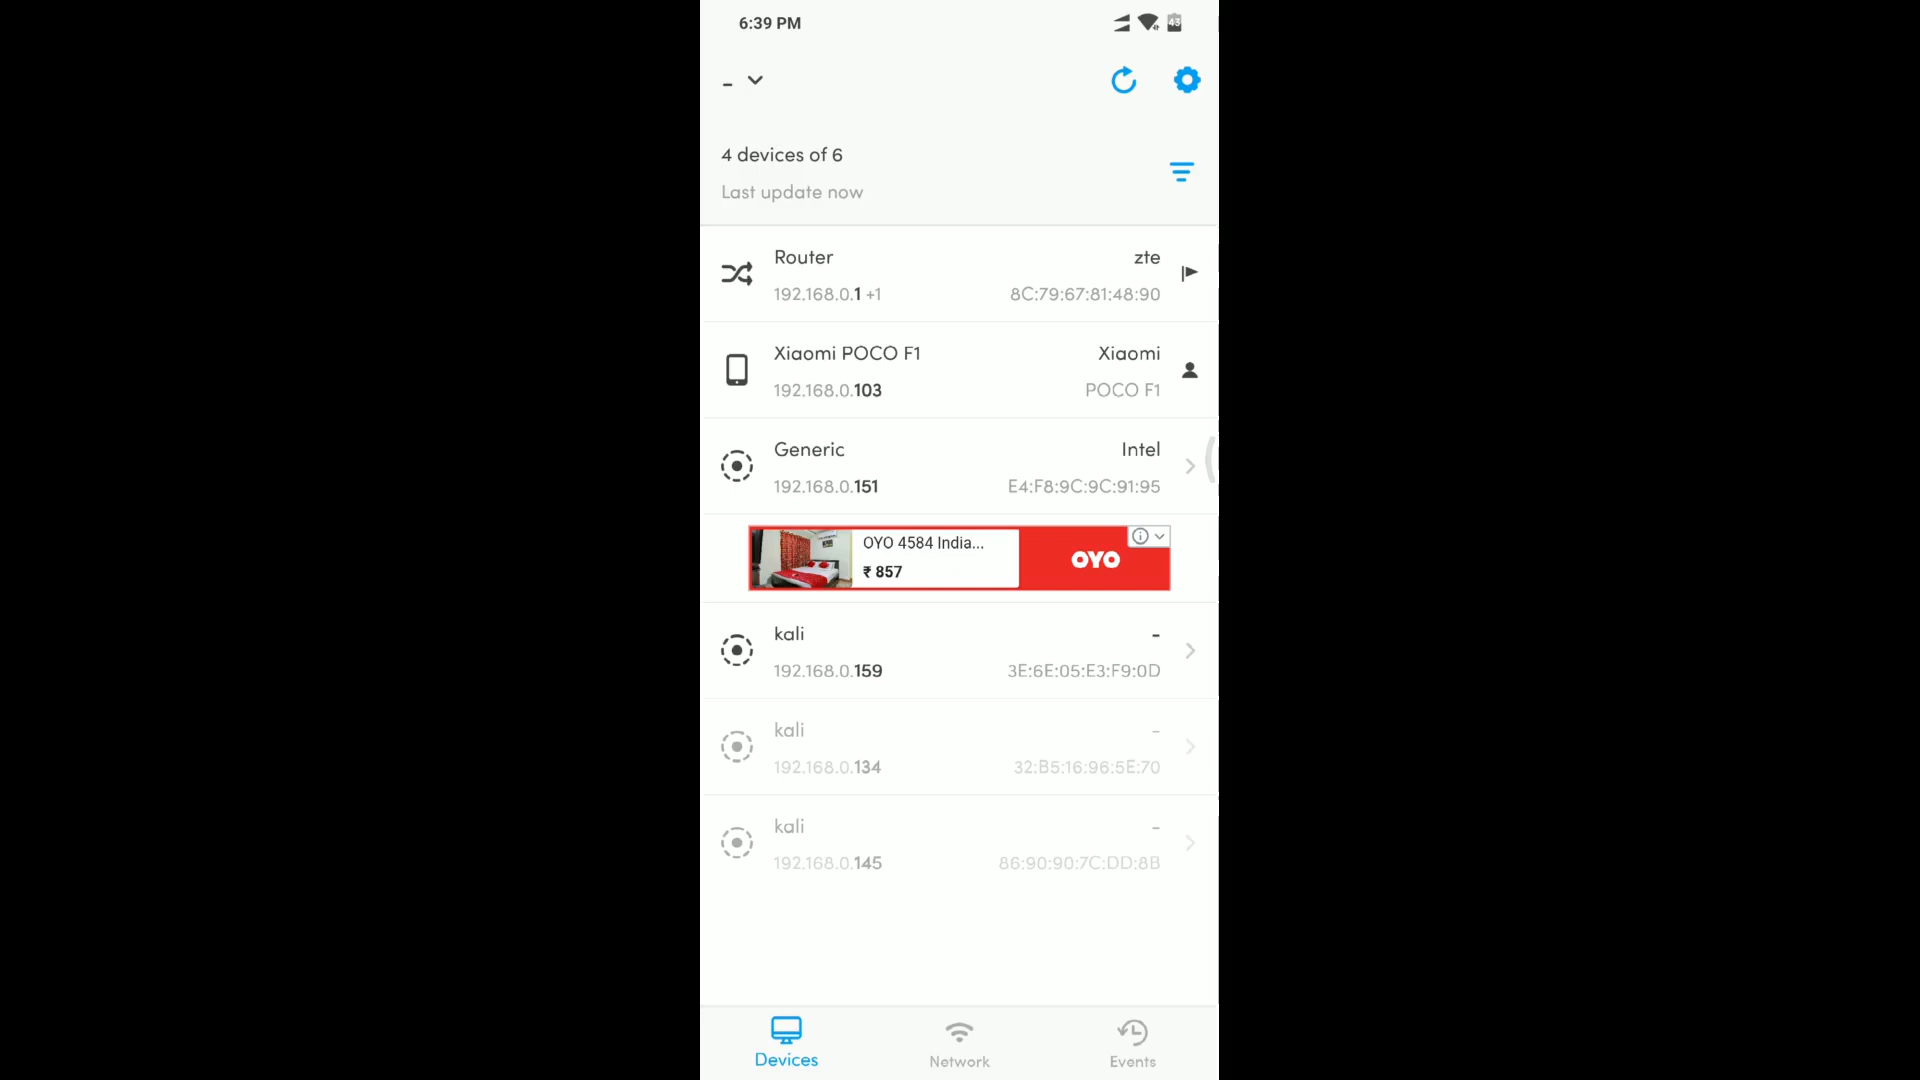 6:39 PM
43
-
4 devices of 6
Last update now
Router zte
192.168.0.1 +1 8C:79:67:81:48:90
Xiaomi POCO F1 Xiaomi
192.168.0.103 POCO F1
Generic Intel
192.168.0.151 E4:F8:9C:9C:91:95
OYO 4584 India...
₹ 857
OYO
kali -
192.168.0.159 3E:6E:05:E3:F9:0D
kali -
192.168.0.134 32:B5:16:96:5E:70
kali -
192.168.0.145 86:90:90:7C:DD:8B
Devices Network Events